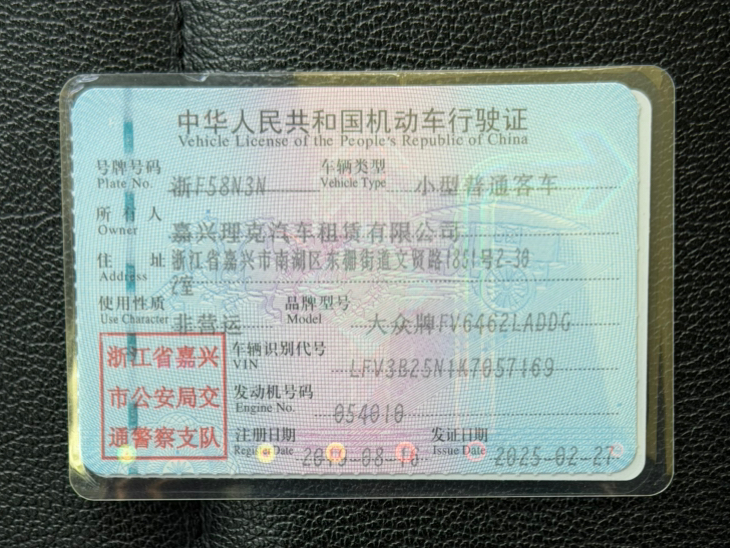 中华人民共和国机动车行驶证
Vehicle License of the People's Republic of China
号牌号码 浙F58N3N 车辆类型 小型普通客车
Plate No. Vehicle Type
所有人 嘉兴理克汽车租赁有限公司
Owner
住址 浙江省嘉兴市南湖区东栅街道文贤路1881号2-30
Address 2室
使用性质 非营运 品牌型号 大众牌FV6462LADDG
Use Character Model
浙江省嘉兴 车辆识别代号 LFV3B25N1K7057169
VIN
市公安局交 发动机号码 054010
Engine No.
通警察支队 注册日期 2019-08-16 发证日期 2025-02-27
Register Date Issue Date